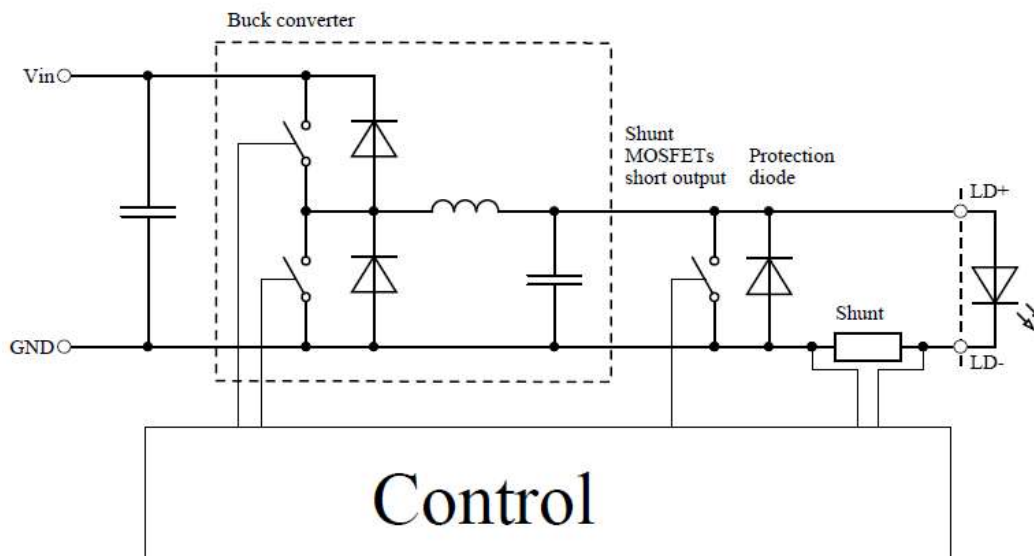 Buck converter
Vin
Shunt
MOSFETs
short output
Protection
diode
LD+
Shunt
GND
LD-
Control